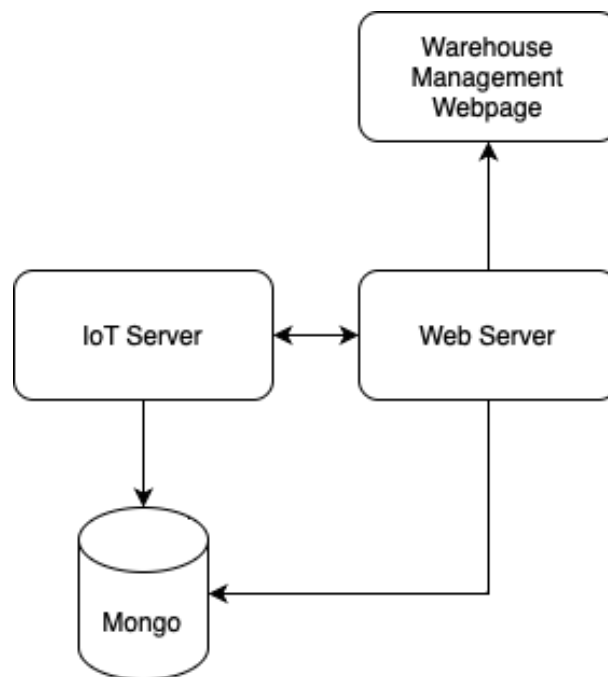 Warehouse
Management
Webpage
IoT Server
Web Server
Mongo